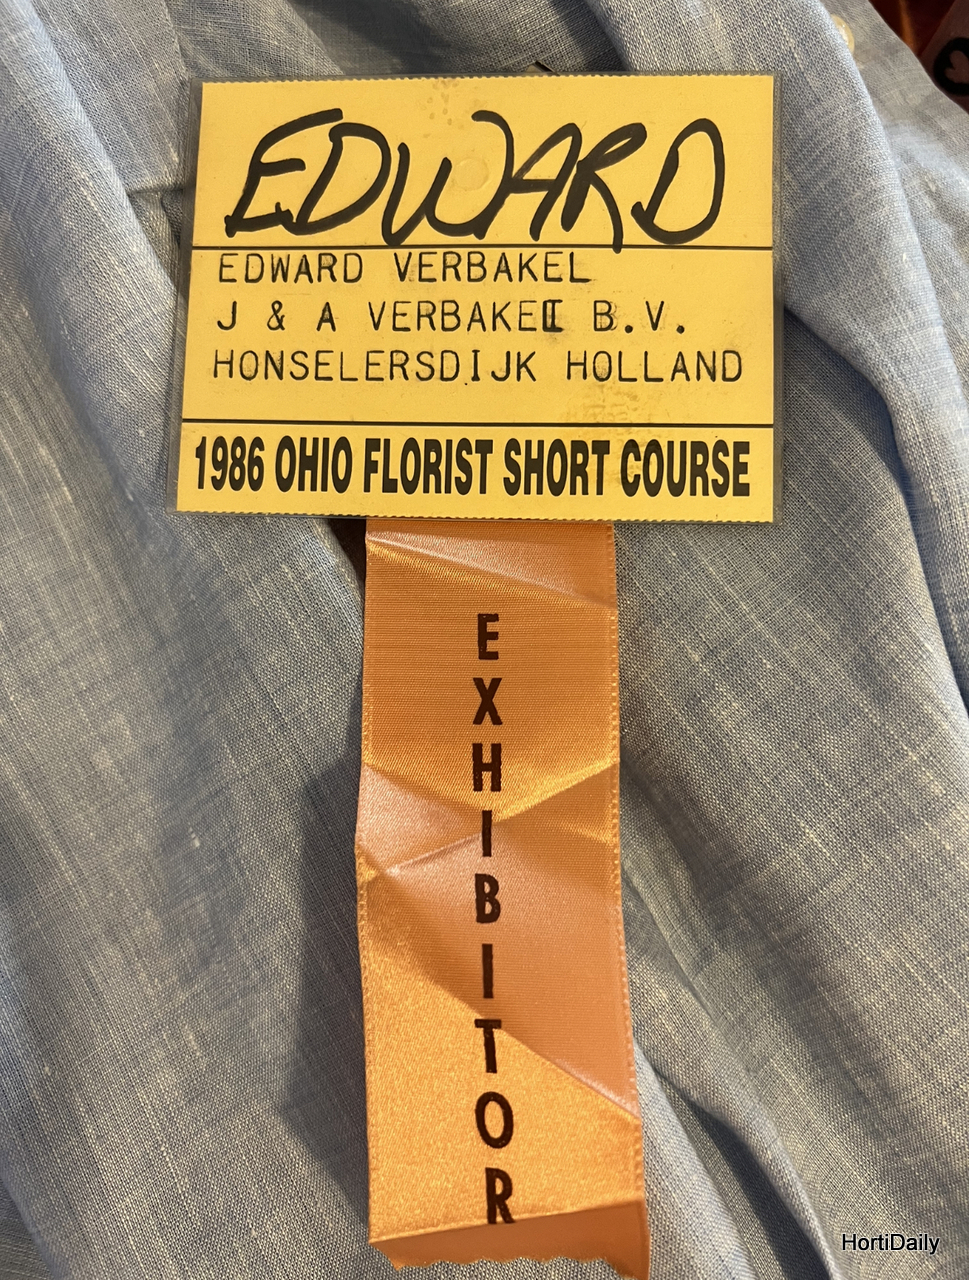 EDWARD
EDWARD VERBAKEL
J & A VERBAKEL B.V.
HONSELERSDIJK HOLLAND
1986 OHIO FLORIST SHORT COURSE
EXHIBITOR
HortiDaily